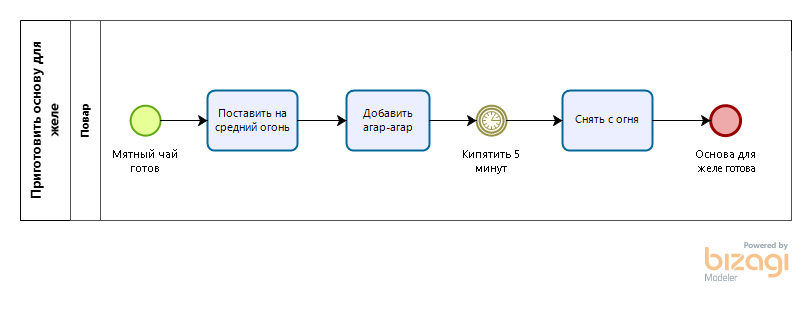 Приготовить основу для
желе
Повар
Мятный чай
готов
Поставить на
средний огонь
Добавить
агар-агар
Кипятить 5
минут
Снять с огня
Основа для
желе готова
Powered by
bizagi
Modeler